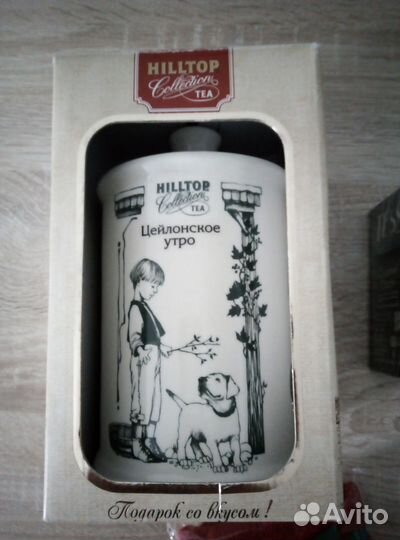 HILLTOP
Collection
TEA
HILLTOP
Collection
TEA
Цейлонское
утро
Подарок со вкусом!
Avito